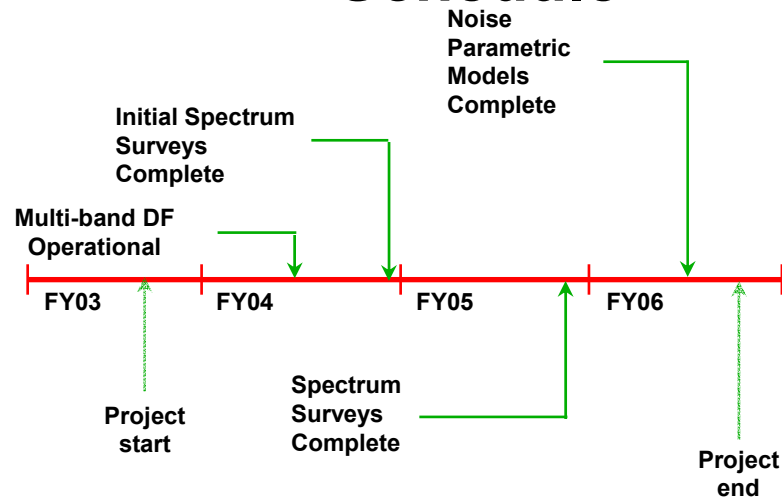 Noise
Parametric
Models
Complete
Initial Spectrum
Surveys
Complete
Multi-band DF
Operational
FY03
FY04
FY05
FY06
Project
start
Spectrum
Surveys
Complete
Project
end